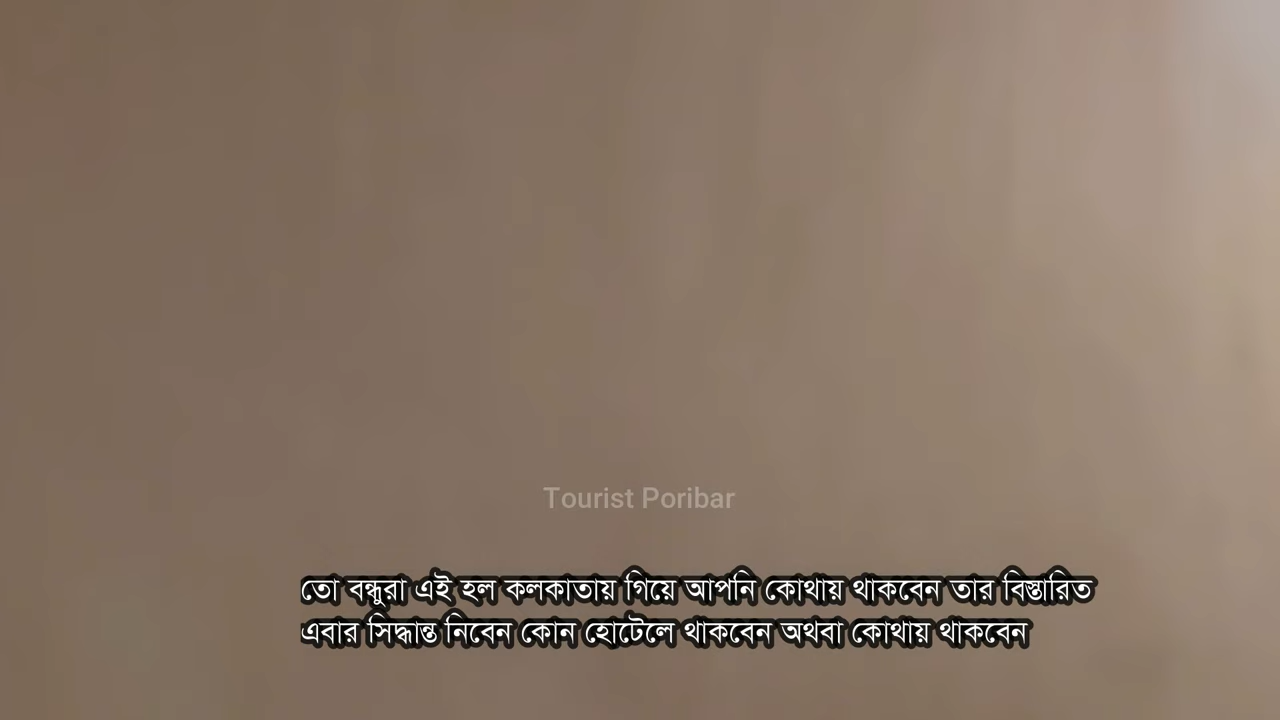 Tourist Poribar
তো বন্ধুরা এই হল কলকাতায় গিয়ে আপনি কোথায় থাকবেন তার বিস্তারিত
এবার সিদ্ধান্ত নিবেন কোন হোটেলে থাকবেন অথবা কোথায় থাকবেন